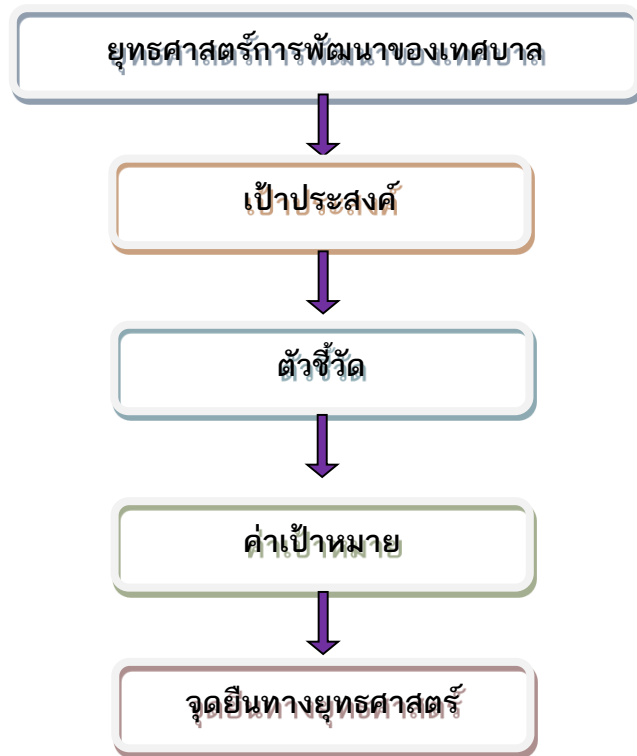 ยุทธศาสตร์การพัฒนาของเทศบาล
เป้าประสงค์
ตัวชี้วัด
ค่าเป้าหมาย
จุดยืนทางยุทธศาสตร์